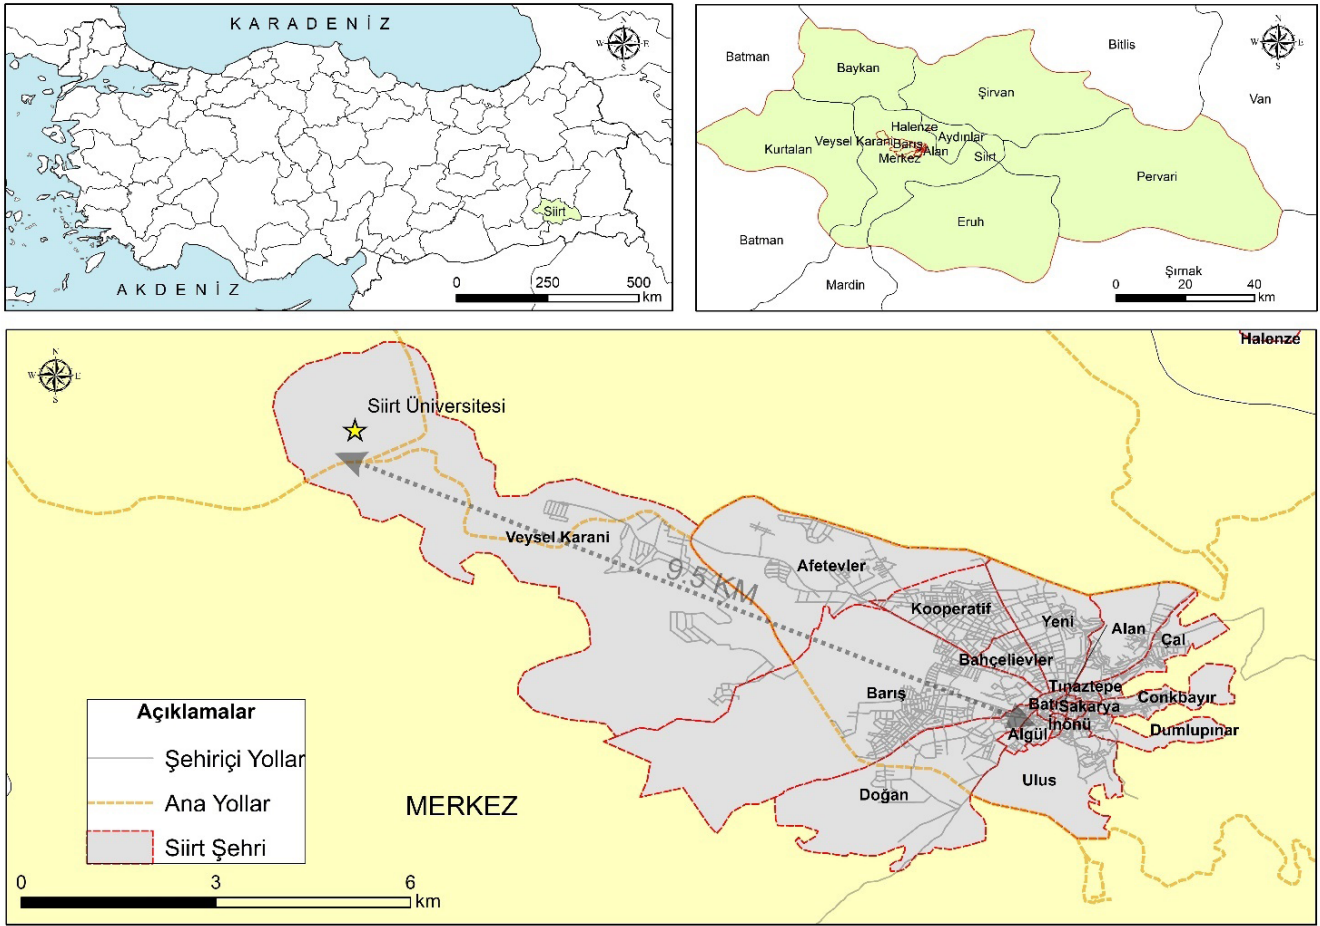 KARADENİZ
N
W E
S
Siirt
AKDENİZ
0 250 500
km
Batman
Bitlis
N
W E
S
Baykan
Şirvan
Van
Halenze
Veysel Karani
Barış
Aydınlar
Kurtalan
Alan
Merkez
Siirt
Pervari
Eruh
Batman
Mardin
Şırnak
0 20 40
km
Halenze
N
W E
S
Siirt Üniversitesi
Veysel Karani
Afetevler
9.5 KM
Kooperatif
Yeni
Alan
Çal
Bahçelievler
Tınaztepe
Barış
Batı
Sakarya
Conkbayır
İnönü
Algül
Dumlupınar
Ulus
Doğan
MERKEZ
Açıklamalar
Şehiriçi Yollar
Ana Yollar
Siirt Şehri
0 3 6
km